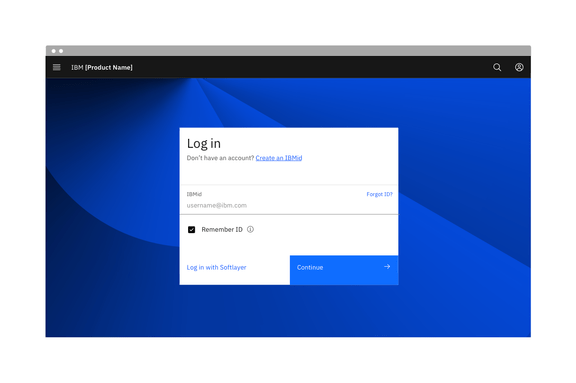 IBM [Product Name]
Log in
Don't have an account? Create an IBMid
IBMid
Forgot ID?
username@ibm.com
Remember ID
Log in with Softlayer
Continue